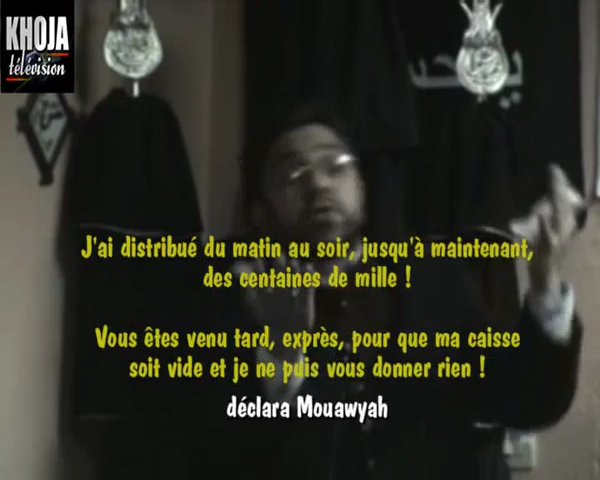 KHOJA
télévision
J'ai distribué du matin au soir, jusqu'à maintenant,
des centaines de mille !
Vous êtes venu tard, exprès, pour que ma caisse
soit vide et je ne puis vous donner rien !
déclara Mouawyah